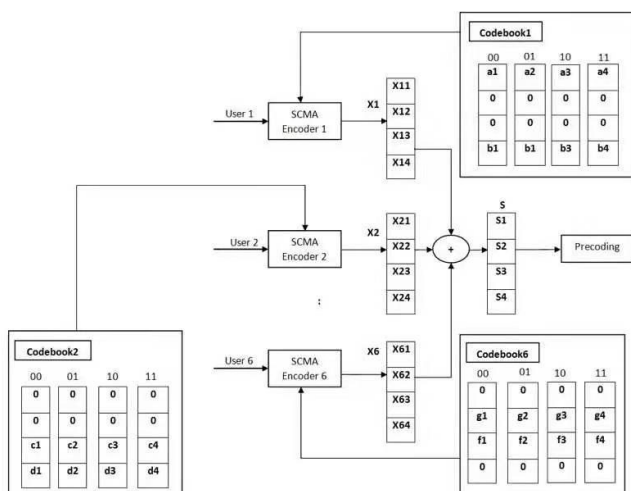 Codebook1
00 01 10 11
a1 a2 a3 a4
0 0 0 0
0 0 0 0
b1 b1 b3 b4
User 1
SCMA
Encoder 1
X1
X11
X12
X13
X14
User 2
SCMA
Encoder 2
X2
X21
X22
X23
X24
+
S
S1
S2
S3
S4
Precoding
:
User 6
SCMA
Encoder 6
X6
X61
X62
X63
X64
Codebook2
00 01 10 11
0 0 0 0
0 0 0 0
c1 c2 c3 c4
d1 d2 d3 d4
Codebook6
00 01 10 11
0 0 0 0
g1 g2 g3 g4
f1 f2 f3 f4
0 0 0 0